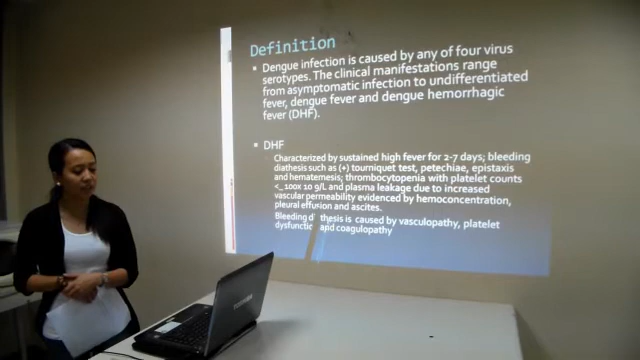 Definition
Dengue infection is caused by any of four virus
serotypes. The clinical manifestations range
from asymptomatic infection to undifferentiated
fever, dengue fever and dengue hemorrhagic
fever (DHF).
DHF
Characterized by sustained high fever for 2-7 days; bleeding
diathesis such as (+) tourniquet test, petechiae, epistaxis
and hematemesis; thrombocytopenia with platelet counts
<_ 100x 10 g/L and plasma leakage due to increased
vascular permeability evidenced by hemoconcentration,
pleural effusion and ascites.
Bleeding diathesis is caused by vasculopathy, platelet
dysfunction and coagulopathy
TOSHIBA